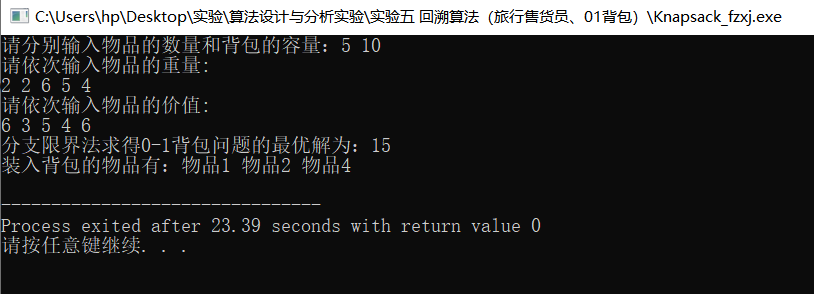 C:\Users\hp\Desktop\实验\算法设计与分析实验\实验五 回溯算法（旅行售货员、01背包）\Knapsack_fzxj.exe
请分别输入物品的数量和背包的容量：5 10
请依次输入物品的重量:
2 2 6 5 4
请依次输入物品的价值:
6 3 5 4 6
分支限界法求得0-1背包问题的最优解为：15
装入背包的物品有：物品1 物品2 物品4
--------------------------------
Process exited after 23.39 seconds with return value 0
请按任意键继续. . .